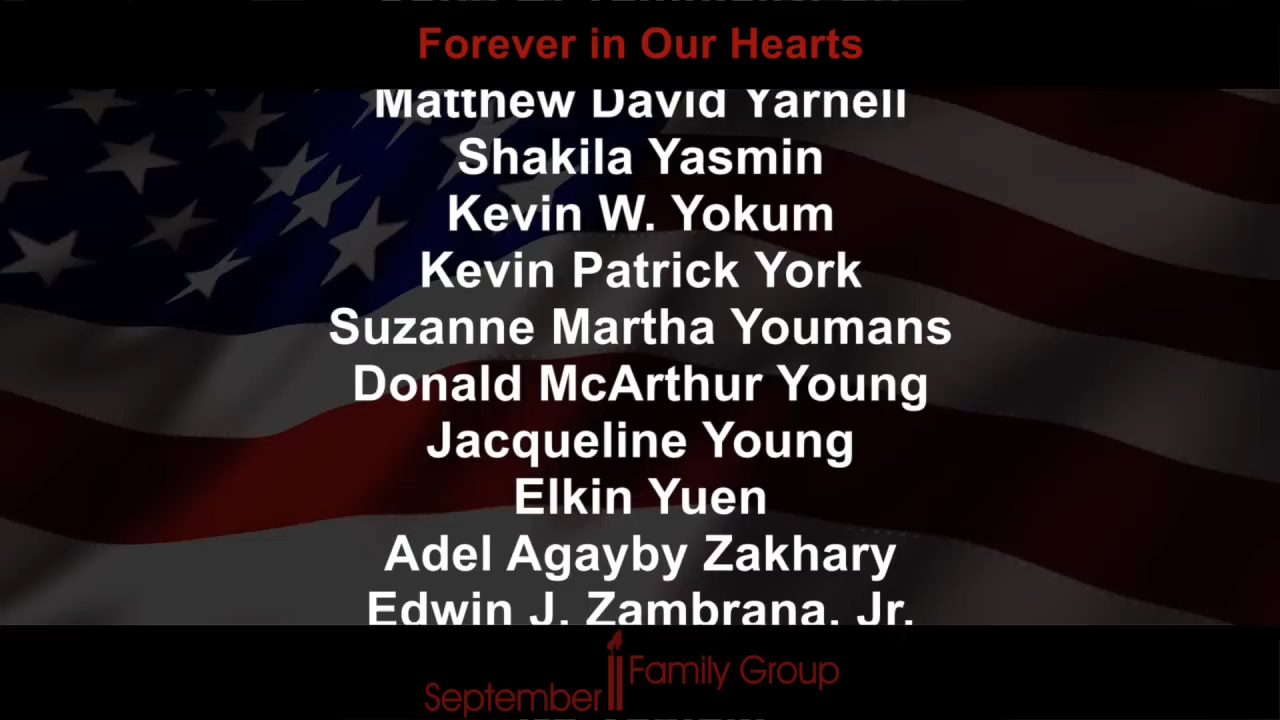 Forever in Our Hearts
Matthew David Yarnell
Shakila Yasmin
Kevin W. Yokum
Kevin Patrick York
Suzanne Martha Youmans
Donald McArthur Young
Jacqueline Young
Elkin Yuen
Adel Agayby Zakhary
Edwin J. Zambrana, Jr.
September 11 Family Group